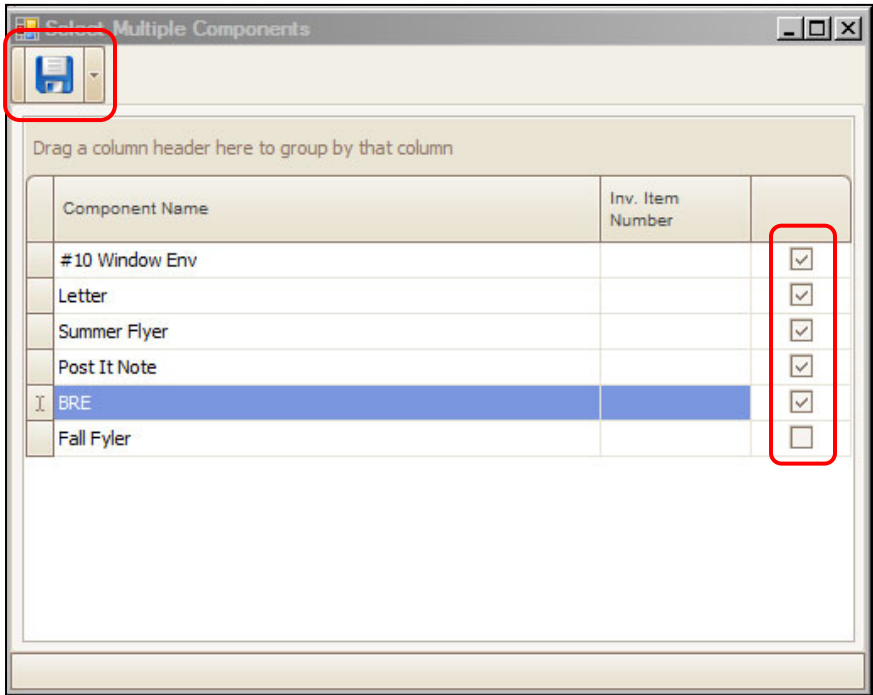 Select Multiple Components
Drag a column header here to group by that column
Component Name
Inv. Item
Number
#10 Window Env
Letter
Summer Flyer
Post It Note
BRE
Fall Fyler